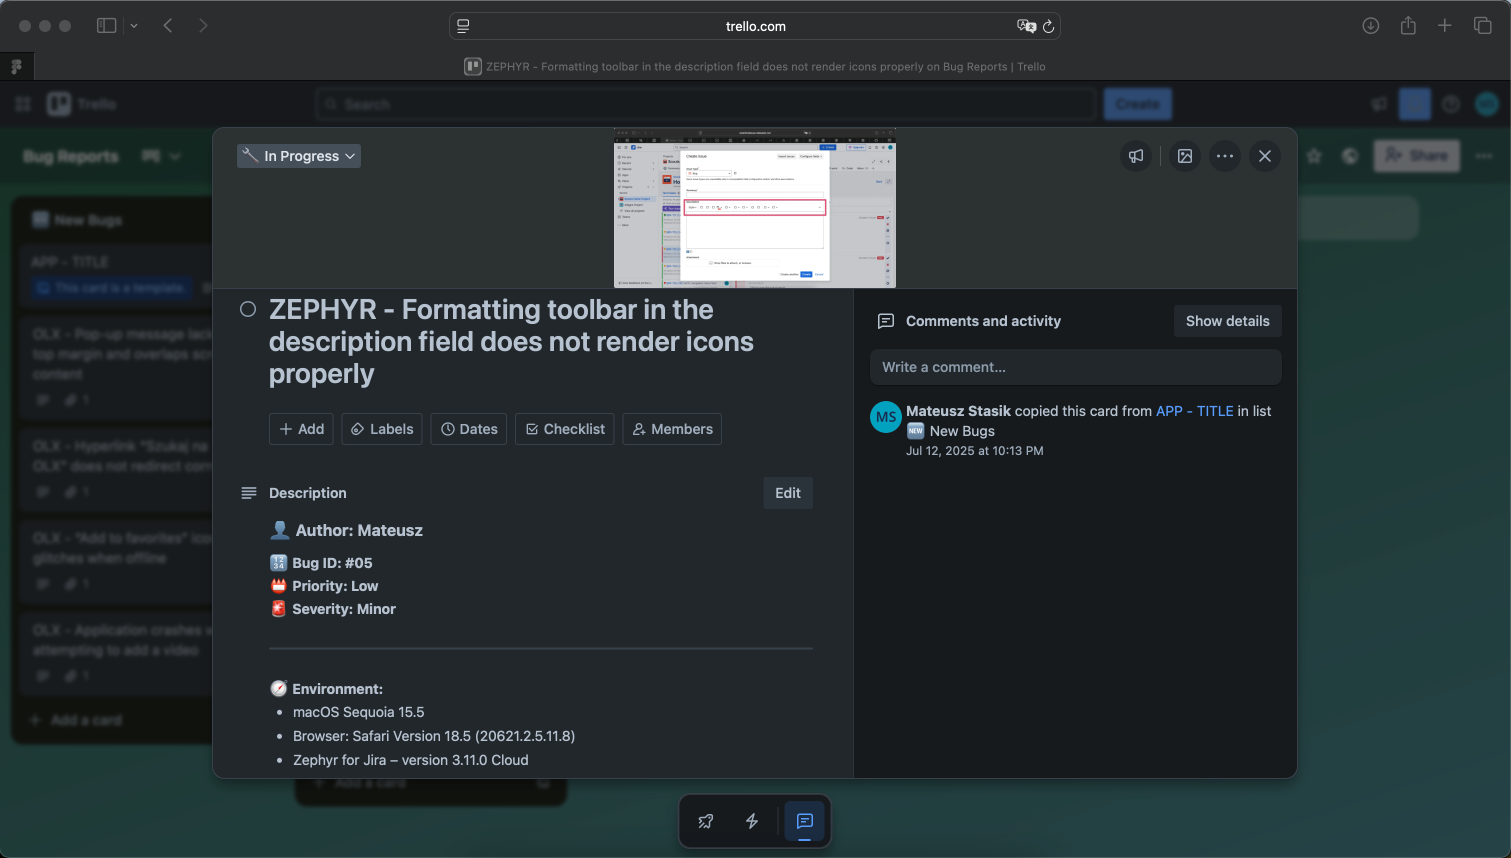 trello.com
ZEPHYR - Formatting toolbar in the description field does not render icons properly on Bug Reports | Trello
Trello
Search
Create
Bug Reports
Share
New Bugs
APP - TITLE
This card is a template.
OLX - Pop-up message lack
top margin and overlaps scr
content
1
OLX - Hyperlink "Szukaj na
OLX" does not redirect corr
1
OLX - "Add to favorites" ico
glitches when offline
1
OLX - Application crashes w
attempting to add a video
1
Add a card
In Progress
Create issue
ZEPHYR - Formatting toolbar in the
description field does not render icons
properly
Add
Labels
Dates
Checklist
Members
Description
Edit
Author: Mateusz
Bug ID: #05
Priority: Low
Severity: Minor
Environment:
• macOS Sequoia 15.5
• Browser: Safari Version 18.5 (20621.2.5.11.8)
• Zephyr for Jira – version 3.11.0 Cloud
Comments and activity
Show details
Write a comment...
MS
Mateusz Stasik copied this card from APP - TITLE in list
NEW New Bugs
Jul 12, 2025 at 10:13 PM
Add a card